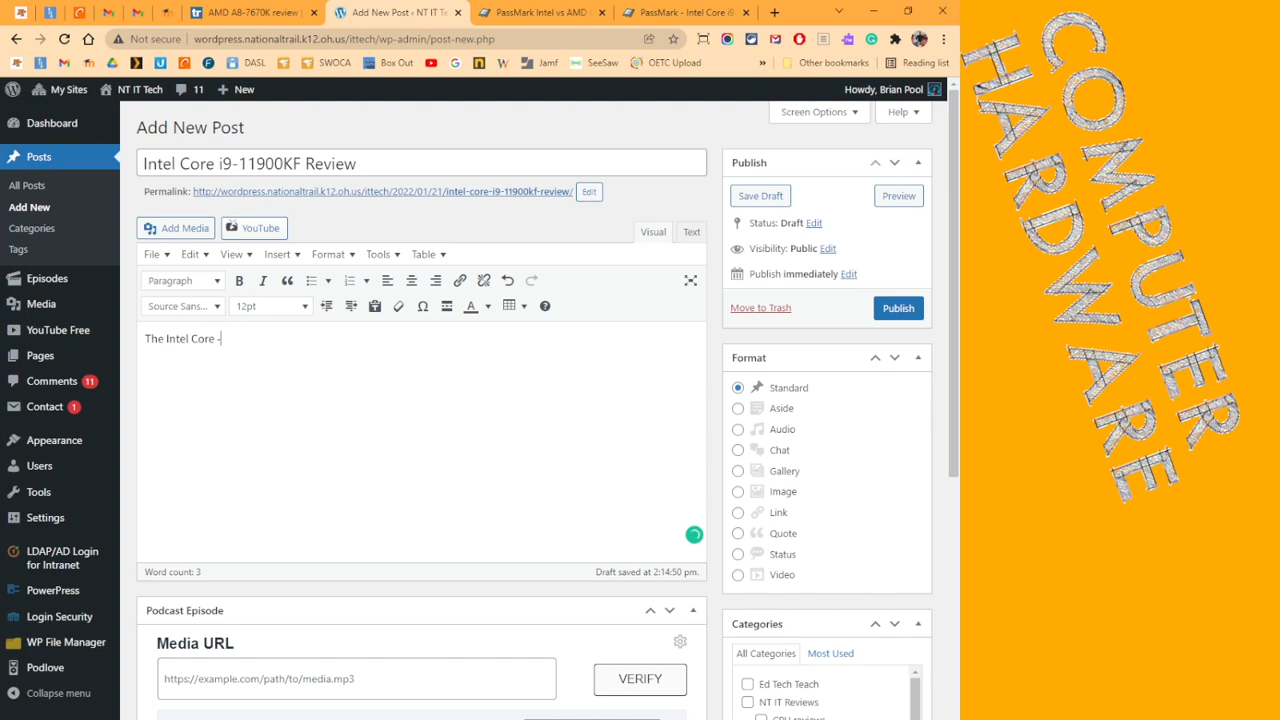 AMD A8-7670K review |
Add New Post ‹ NT IT Te
PassMark Intel vs AMD
PassMark - Intel Core i9
Not secure wordpress.nationaltrail.k12.oh.us/ittech/wp-admin/post-new.php
DASL SWOCA Box Out Jamf SeeSaw OETC Upload » Other bookmarks Reading list
My Sites NT IT Tech 11 + New Howdy, Brian Pool
Dashboard
Posts
All Posts
Add New
Categories
Tags
Episodes
Media
YouTube Free
Pages
Comments 11
Contact 1
Appearance
Users
Tools
Settings
LDAP/AD Login
for Intranet
PowerPress
Login Security
WP File Manager
Podlove
Collapse menu
Screen Options
Help
Add New Post
Intel Core i9-11900KF Review
Permalink: http://wordpress.nationaltrail.k12.oh.us/ittech/2022/01/21/intel-core-i9-11900kf-review/ Edit
Add Media YouTube Visual Text
File Edit View Insert Format Tools Table
Paragraph B I
Source Sans... 12pt A
The Intel Core -
Word count: 3 Draft saved at 2:14:50 pm.
Podcast Episode
Media URL
https://example.com/path/to/media.mp3 VERIFY
Publish
Save Draft Preview
Status: Draft Edit
Visibility: Public Edit
Publish immediately Edit
Move to Trash Publish
Format
Standard
Aside
Audio
Chat
Gallery
Image
Link
Quote
Status
Video
Categories
All Categories Most Used
Ed Tech Teach
NT IT Reviews
CPU reviews
COMPUTER
HARDWARE